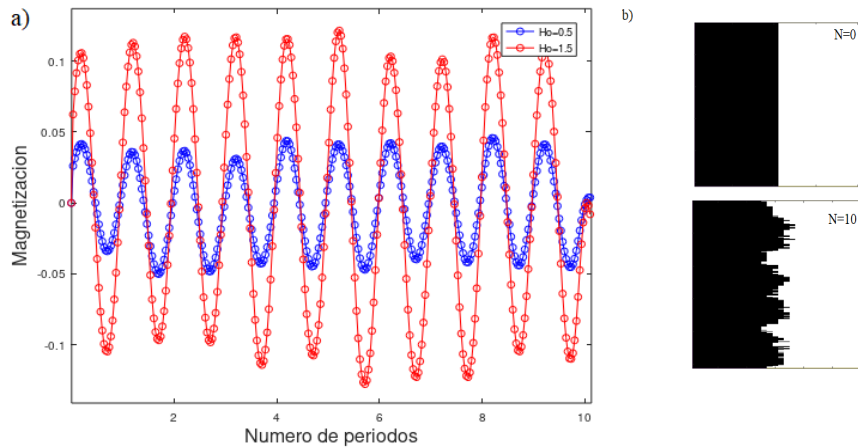 a)
Ho=0.5
Ho=1.5
0.1
0.05
0.0
-0.05
-0.1
Magnetizacion
2 4 6 8 10
Numero de periodos
b)
N=0
N=10